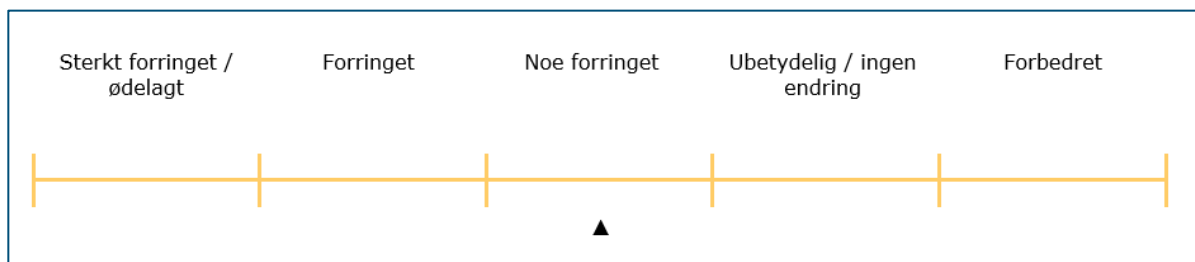 Sterkt forringet /
ødelagt
Forringet
Noe forringet
Ubetydelig / ingen
endring
Forbedret